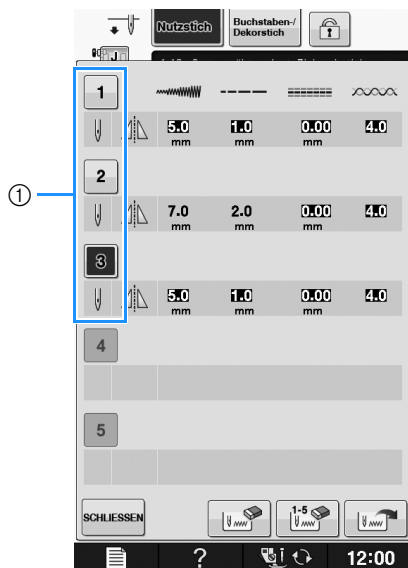 Nutzstich
Buchstaben-/
Dekorstich
J
1
5.0 1.0 0.00 4.0
mm mm mm
2
7.0 2.0 0.00 4.0
mm mm mm
3
5.0 1.0 0.00 4.0
mm mm mm
①
4
5
SCHLIESSEN
1-5
? 12:00